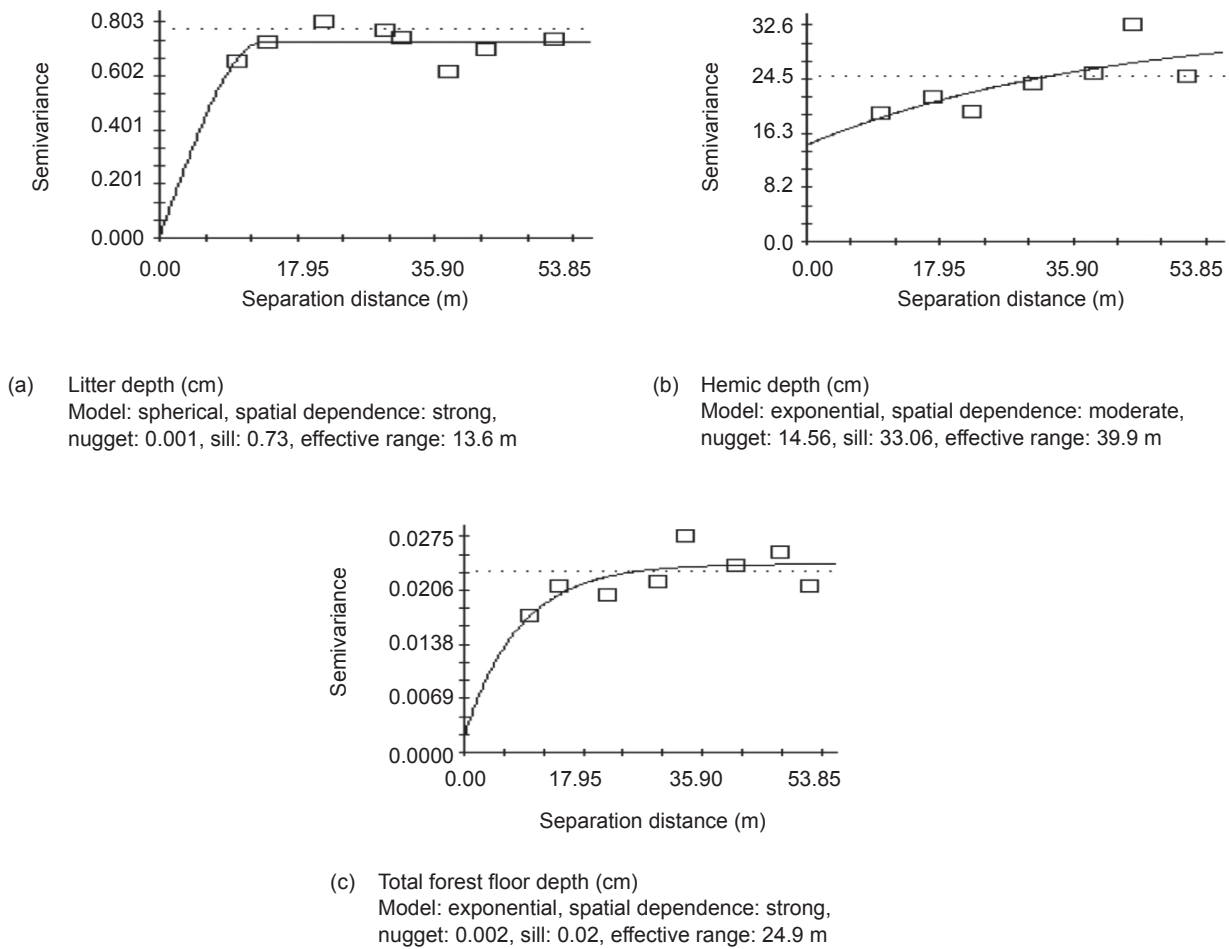 Semivariance
0.803
0.602
0.401
0.201
0.000
0.00 17.95 35.90 53.85
Separation distance (m)
(a) Litter depth (cm)
Model: spherical, spatial dependence: strong,
nugget: 0.001, sill: 0.73, effective range: 13.6 m
Semivariance
32.6
24.5
16.3
8.2
0.0
0.00 17.95 35.90 53.85
Separation distance (m)
(b) Hemic depth (cm)
Model: exponential, spatial dependence: moderate,
nugget: 14.56, sill: 33.06, effective range: 39.9 m
Semivariance
0.0275
0.0206
0.0138
0.0069
0.0000
0.00 17.95 35.90 53.85
Separation distance (m)
(c) Total forest floor depth (cm)
Model: exponential, spatial dependence: strong,
nugget: 0.002, sill: 0.02, effective range: 24.9 m